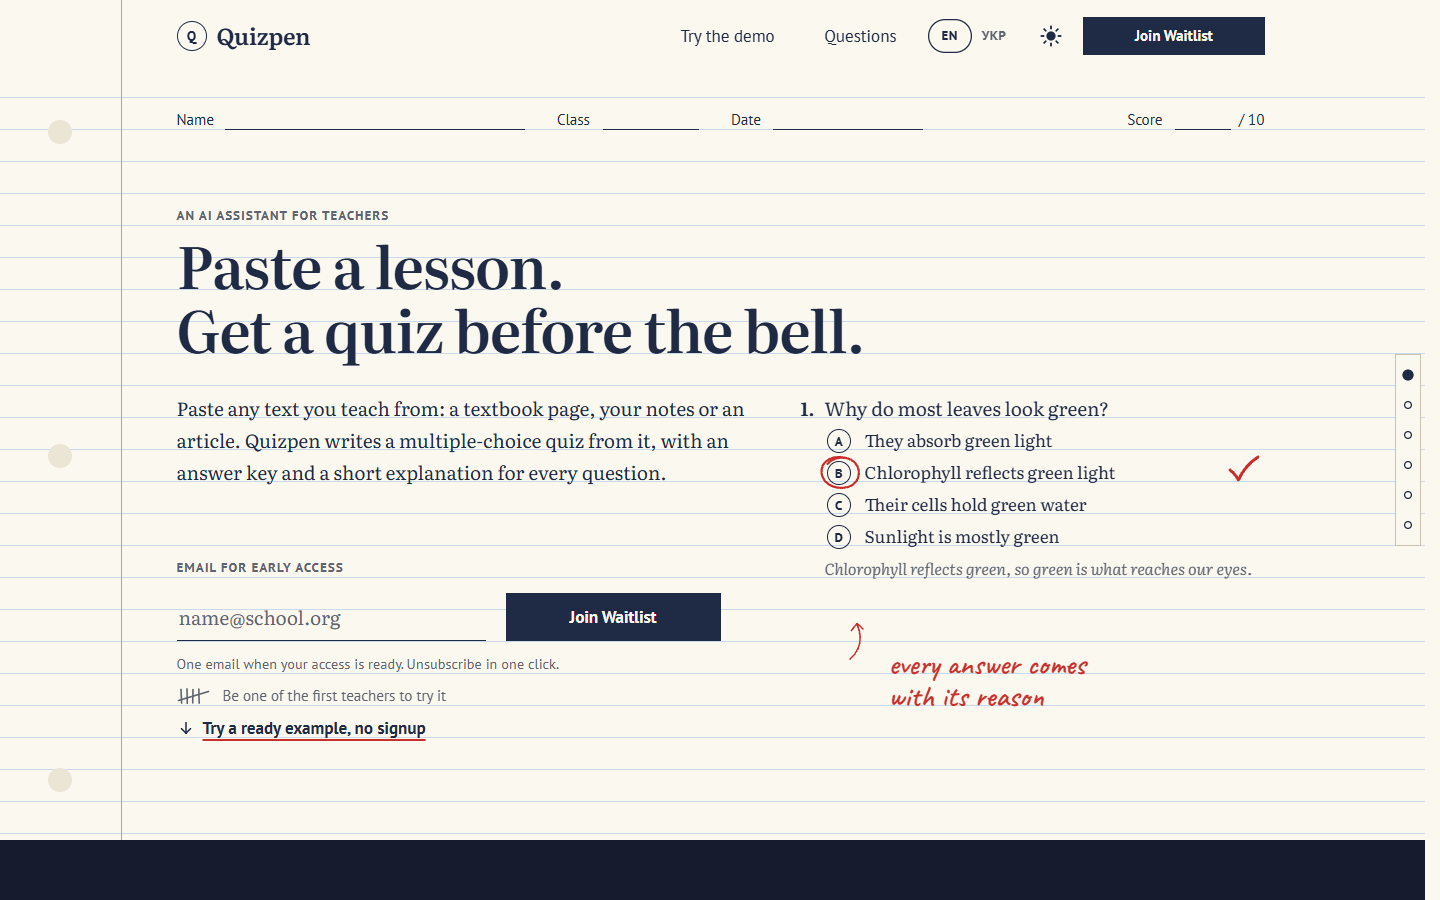 Q Quizpen
Try the demo
Questions
EN
УКР
Join Waitlist
Name
Class
Date
Score
/ 10
AN AI ASSISTANT FOR TEACHERS
Paste a lesson.
Get a quiz before the bell.
Paste any text you teach from: a textbook page, your notes or an
article. Quizpen writes a multiple-choice quiz from it, with an
answer key and a short explanation for every question.
EMAIL FOR EARLY ACCESS
name@school.org
Join Waitlist
One email when your access is ready. Unsubscribe in one click.
Be one of the first teachers to try it
↓ Try a ready example, no signup
1. Why do most leaves look green?
A They absorb green light
B Chlorophyll reflects green light
C Their cells hold green water
D Sunlight is mostly green
Chlorophyll reflects green, so green is what reaches our eyes.
every answer comes
with its reason